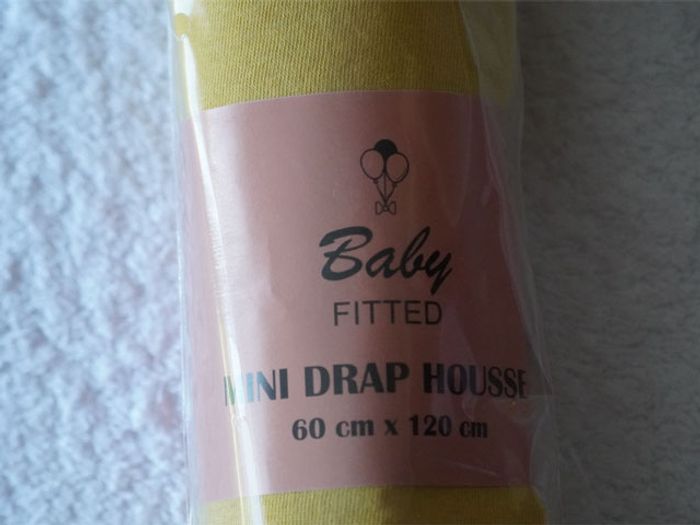 Baby
FITTED
MINI DRAP HOUSSE
60 cm x 120 cm